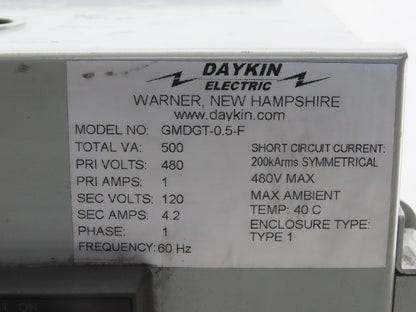 DAYKIN
ELECTRIC
WARNER, NEW HAMPSHIRE
www.daykin.com
MODEL NO: GMDGT-0.5-F
TOTAL VA: 500
PRI VOLTS: 480
PRI AMPS: 1
SEC VOLTS: 120
SEC AMPS: 4.2
PHASE: 1
FREQUENCY: 60 Hz
SHORT CIRCUIT CURRENT:
200kArms SYMMETRICAL
480V MAX
MAX AMBIENT
TEMP: 40 C
ENCLOSURE TYPE:
TYPE 1
ON